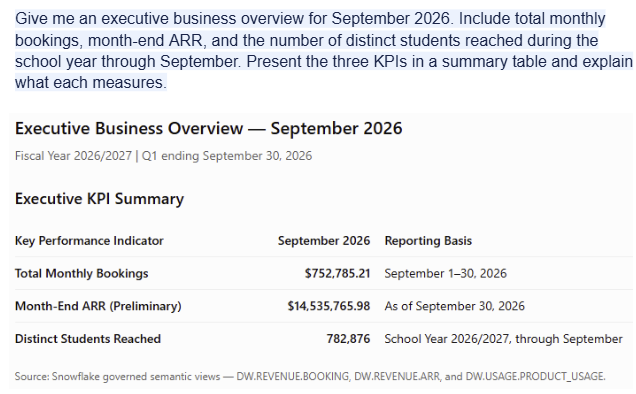 Give me an executive business overview for September 2026. Include total monthly
bookings, month-end ARR, and the number of distinct students reached during the
school year through September. Present the three KPIs in a summary table and explain
what each measures.
Executive Business Overview — September 2026
Fiscal Year 2026/2027 | Q1 ending September 30, 2026
Executive KPI Summary
Key Performance Indicator September 2026 Reporting Basis
Total Monthly Bookings $752,785.21 September 1–30, 2026
Month-End ARR (Preliminary) $14,535,765.98 As of September 30, 2026
Distinct Students Reached 782,876 School Year 2026/2027, through September
Source: Snowflake governed semantic views — DW.REVENUE.BOOKING, DW.REVENUE.ARR, and DW.USAGE.PRODUCT_USAGE.